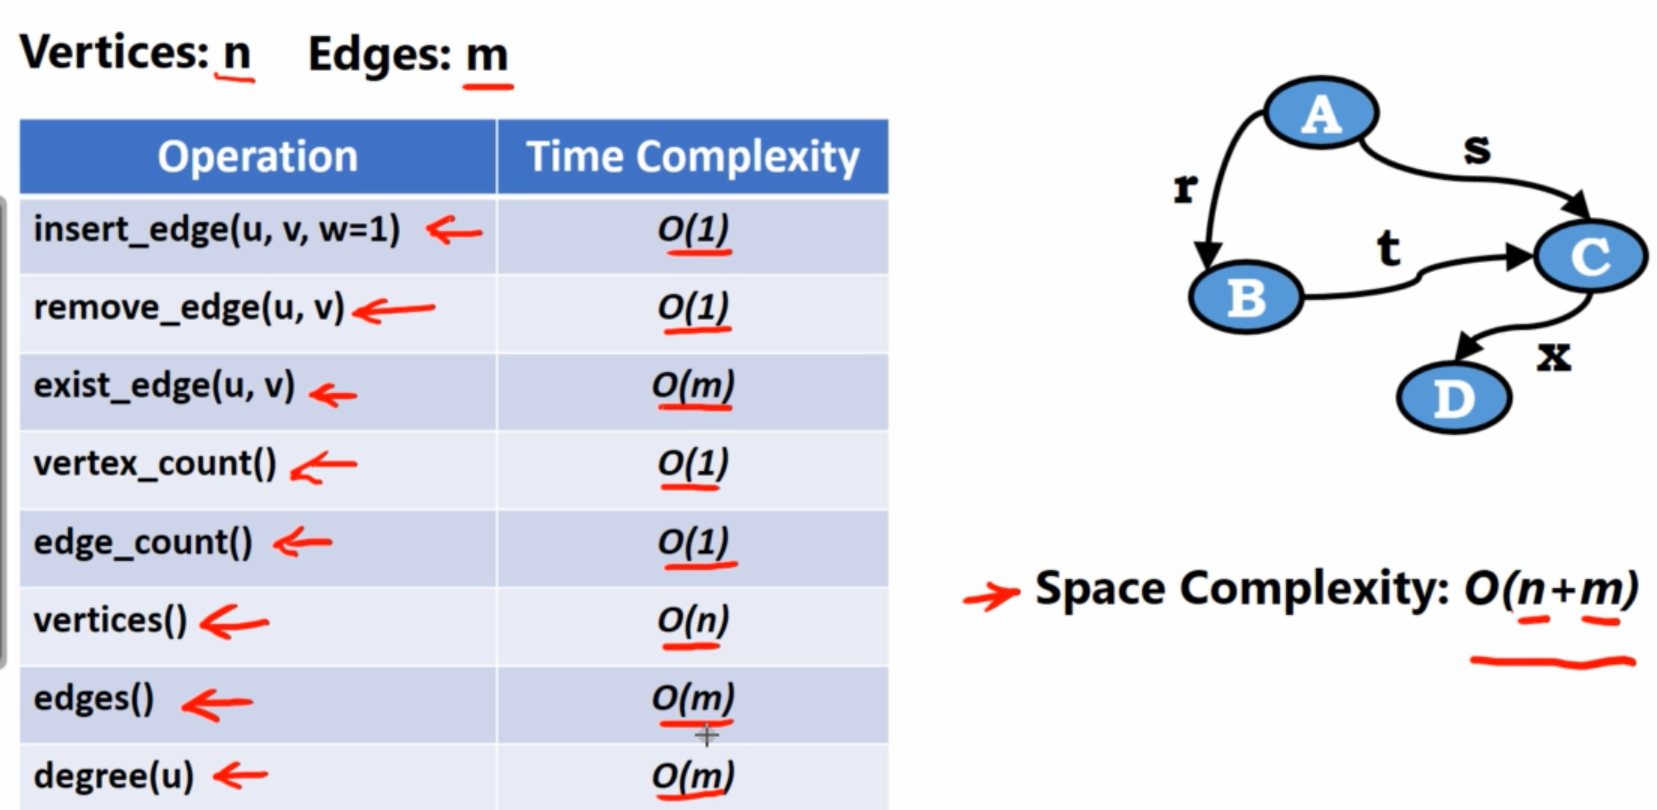 Vertices: n Edges: m
Operation Time Complexity
insert_edge(u, v, w=1) O(1)
remove_edge(u, v) O(1)
exist_edge(u, v) O(m)
vertex_count() O(1)
edge_count() O(1)
vertices() O(n)
edges() O(m)
degree(u) O(m)
A
s
r
t
C
B
x
D
Space Complexity: O(n+m)